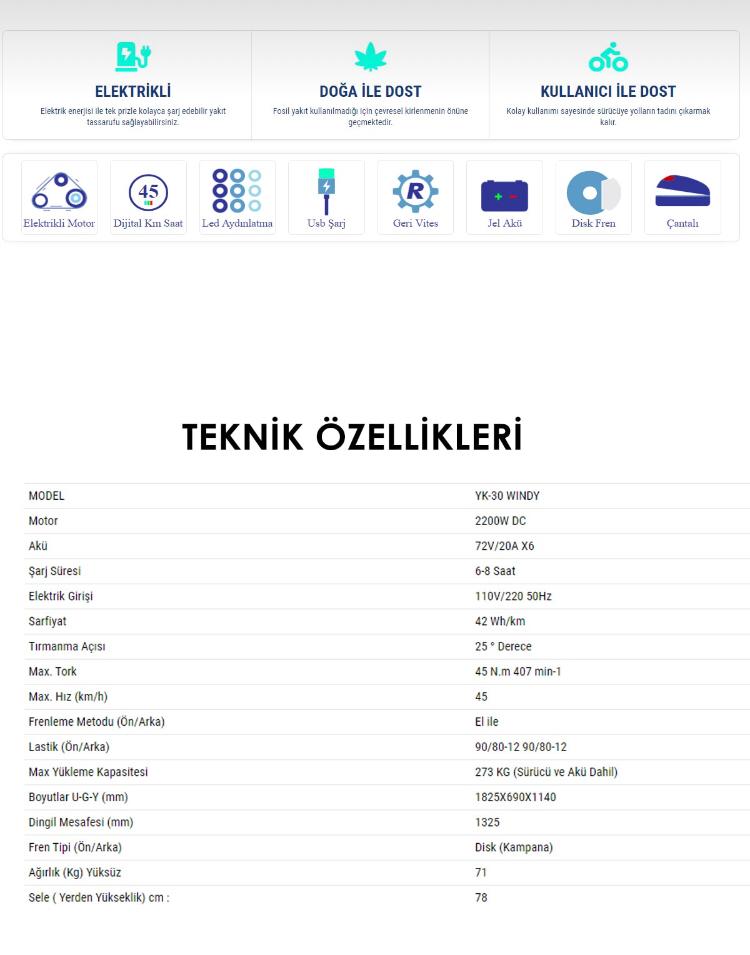 ELEKTRİKLİ
Elektrik enerjisi ile tek prizle kolayca şarj edebilir yakıt
tassarufu sağlayabilirsiniz.
DOĞA İLE DOST
Fosil yakıt kullanılmadığı için çevresel kirlenmenin önüne
geçmektedir.
KULLANICI İLE DOST
Kolay kullanımı sayesinde sürücüye yolların tadını çıkarmak
kalır.
45
R
Elektrikli Motor
Dijital Km Saat
Led Aydınlatma
Usb Şarj
Geri Vites
Jel Akü
Disk Fren
Çantalı
TEKNİK ÖZELLİKLERİ
MODEL YK-30 WINDY
Motor 2200W DC
Akü 72V/20A X6
Şarj Süresi 6-8 Saat
Elektrik Girişi 110V/220 50Hz
Sarfiyat 42 Wh/km
Tırmanma Açısı 25 ° Derece
Max. Tork 45 N.m 407 min-1
Max. Hız (km/h) 45
Frenleme Metodu (Ön/Arka) El ile
Lastik (Ön/Arka) 90/80-12 90/80-12
Max Yükleme Kapasitesi 273 KG (Sürücü ve Akü Dahil)
Boyutlar U-G-Y (mm) 1825X690X1140
Dingil Mesafesi (mm) 1325
Fren Tipi (Ön/Arka) Disk (Kampana)
Ağırlık (Kg) Yüksüz 71
Sele ( Yerden Yükseklik) cm : 78